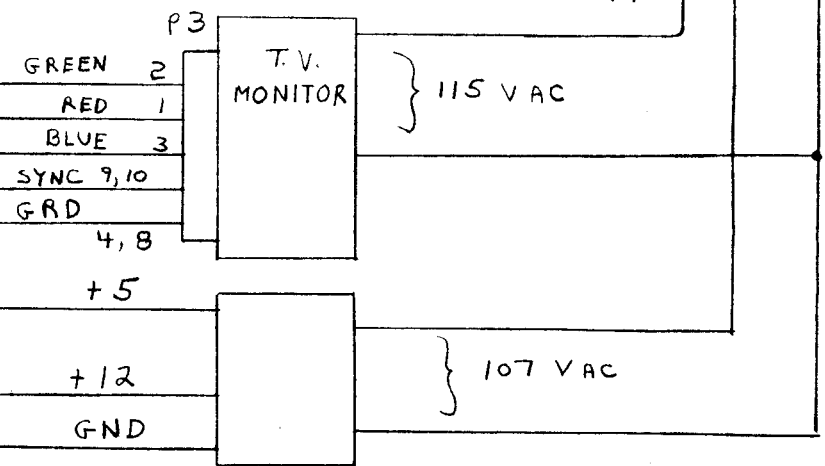 P3
GREEN 2
RED 1
BLUE 3
SYNC 9,10
GRD
4,8
T.V.
MONITOR
115 VAC
+5
+12
GND
107 VAC